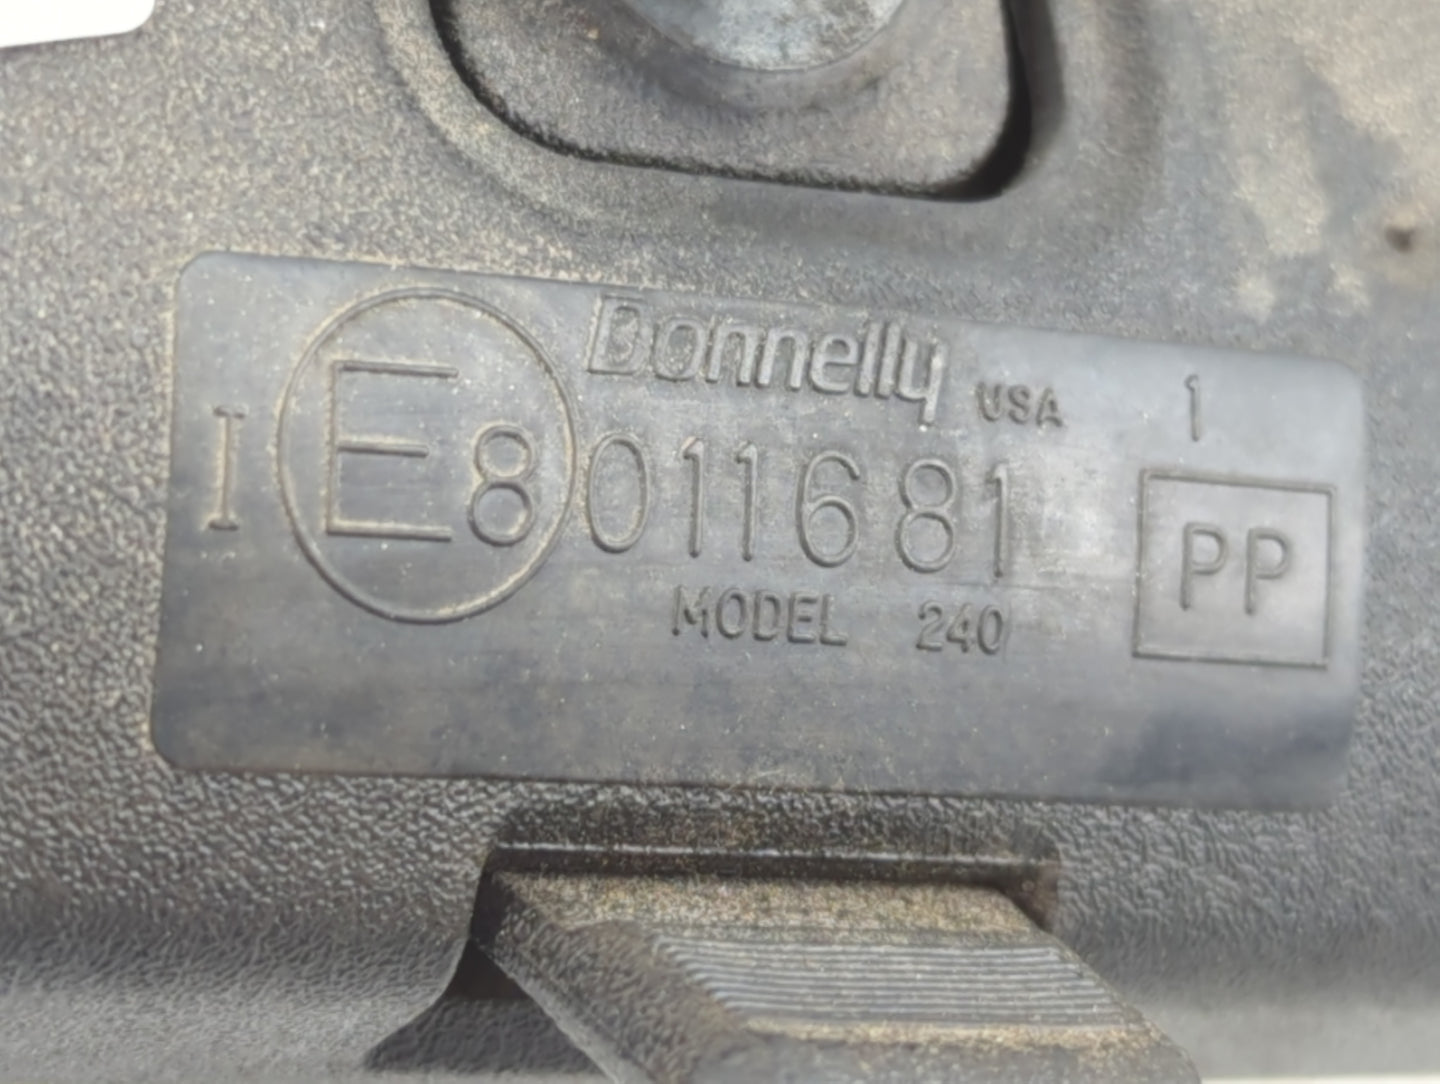 Donnelly USA 1
I E8 011681
MODEL 240
PP